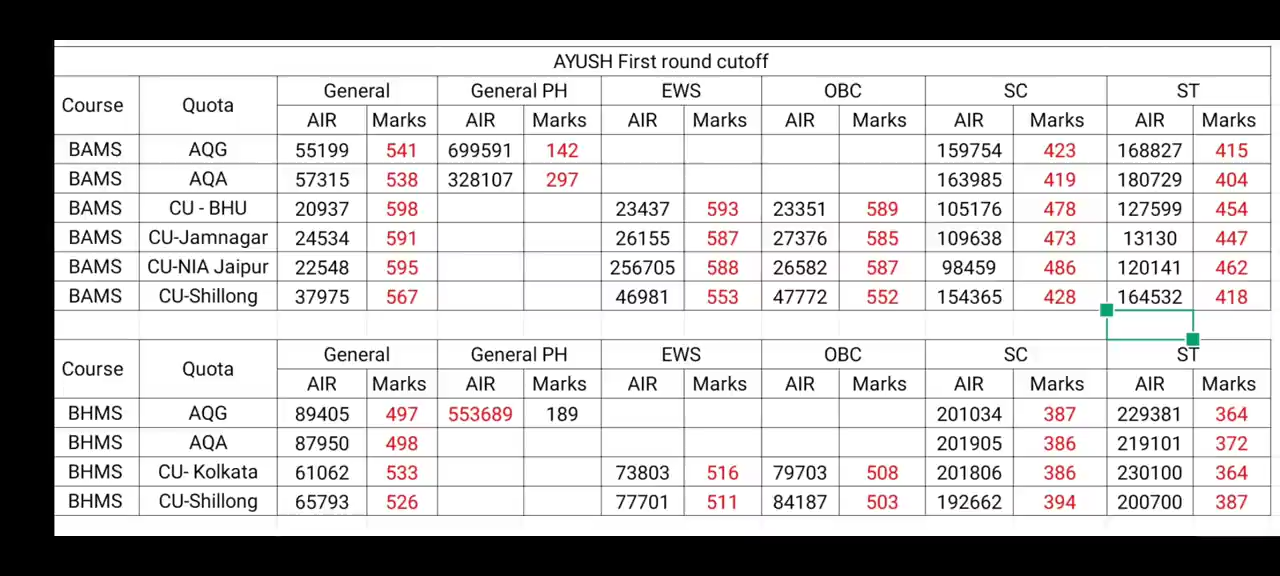 AYUSH First round cutoff
Course Quota General General PH EWS OBC SC ST
AIR Marks AIR Marks AIR Marks AIR Marks AIR Marks AIR Marks
BAMS AQG 55199 541 699591 142 159754 423 168827 415
BAMS AQA 57315 538 328107 297 163985 419 180729 404
BAMS CU - BHU 20937 598 23437 593 23351 589 105176 478 127599 454
BAMS CU-Jamnagar 24534 591 26155 587 27376 585 109638 473 13130 447
BAMS CU-NIA Jaipur 22548 595 256705 588 26582 587 98459 486 120141 462
BAMS CU-Shillong 37975 567 46981 553 47772 552 154365 428 164532 418
Course Quota General General PH EWS OBC SC ST
AIR Marks AIR Marks AIR Marks AIR Marks AIR Marks AIR Marks
BHMS AQG 89405 497 553689 189 201034 387 229381 364
BHMS AQA 87950 498 201905 386 219101 372
BHMS CU- Kolkata 61062 533 73803 516 79703 508 201806 386 230100 364
BHMS CU-Shillong 65793 526 77701 511 84187 503 192662 394 200700 387